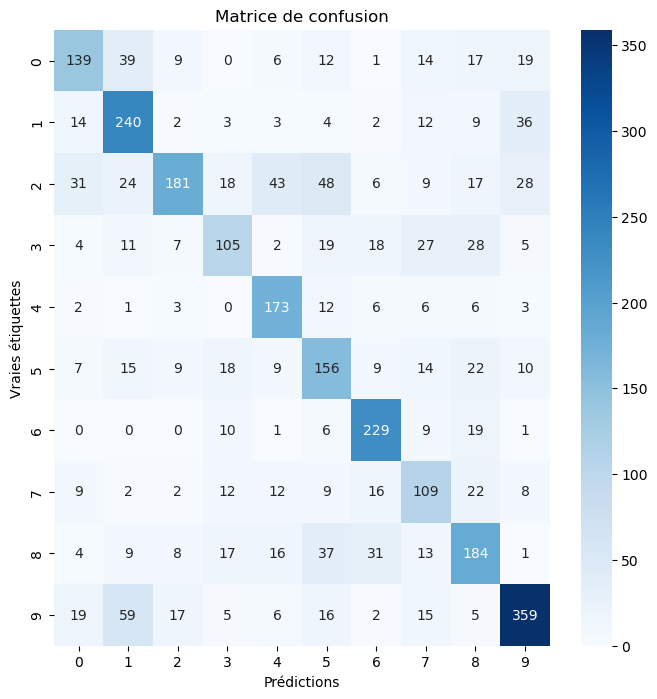 Matrice de confusion
0 139 39 9 0 6 12 1 14 17 19
1 14 240 2 3 3 4 2 12 9 36
2 31 24 181 18 43 48 6 9 17 28
3 4 11 7 105 2 19 18 27 28 5
4 2 1 3 0 173 12 6 6 6 3
5 7 15 9 18 9 156 9 14 22 10
6 0 0 0 10 1 6 229 9 19 1
7 9 2 2 12 12 9 16 109 22 8
8 4 9 8 17 16 37 31 13 184 1
9 19 59 17 5 6 16 2 15 5 359
0 1 2 3 4 5 6 7 8 9
Prédictions
Vraies étiquettes
350
300
250
200
150
100
50
0